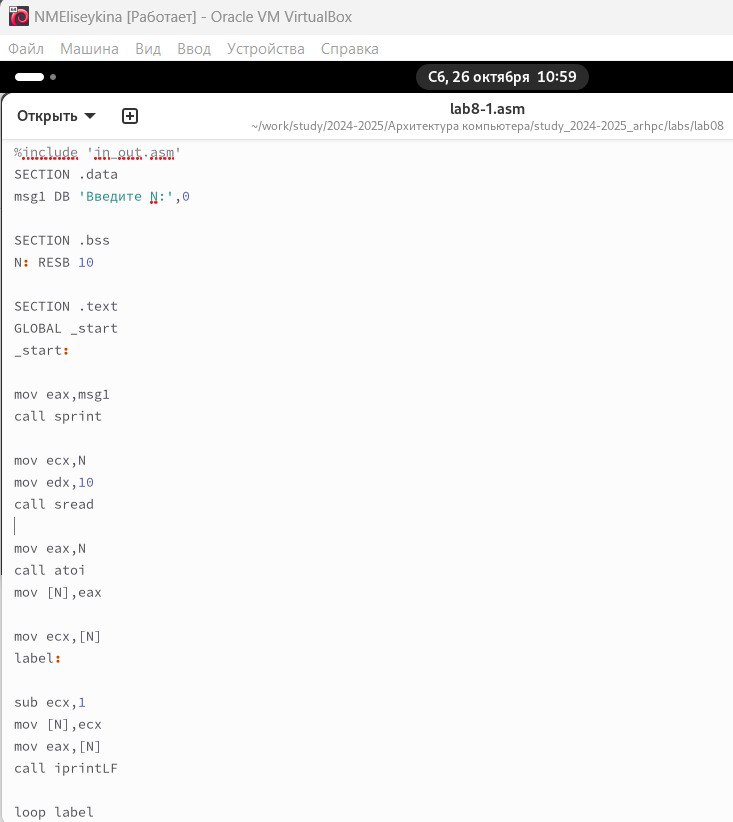 NMEliseykina [Работает] - Oracle VM VirtualBox
Файл Машина Вид Ввод Устройства Справка
Сб, 26 октября 10:59
Открыть
lab8-1.asm
~/work/study/2024-2025/Архитектура компьютера/study_2024-2025_arhpc/labs/lab08
%include 'in_out.asm'
SECTION .data
msg1 DB 'Введите N:',0
SECTION .bss
N: RESB 10
SECTION .text
GLOBAL _start
_start:
mov eax,msg1
call sprint
mov ecx,N
mov edx,10
call sread
mov eax,N
call atoi
mov [N],eax
mov ecx,[N]
label:
sub ecx,1
mov [N],ecx
mov eax,[N]
call iprintLF
loop label